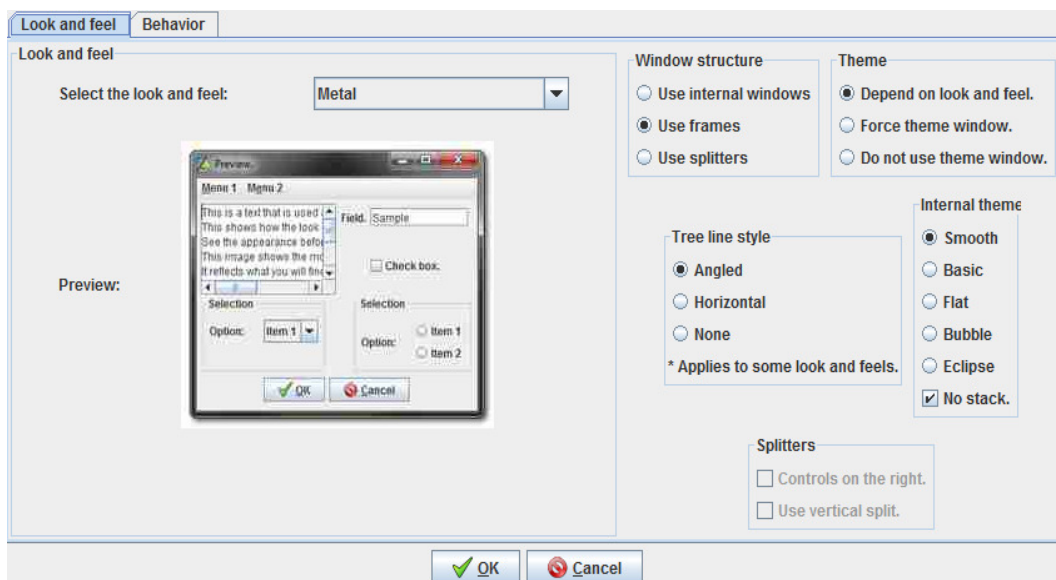 Look and feel
Behavior
Look and feel
Select the look and feel:
Metal
Preview:
Preview.
Menu 1 Menu 2
This is a text that is used
This shows how the look
See the appearance befor
This image shows the mo
It reflects what you will find
Field.
Sample
Check box.
Selection
Option:
Item 1
Selection
Option:
Item 1
Item 2
OK
Cancel
Window structure
Use internal windows
Use frames
Use splitters
Theme
Depend on look and feel.
Force theme window.
Do not use theme window.
Tree line style
Angled
Horizontal
None
* Applies to some look and feels.
Internal theme
Smooth
Basic
Flat
Bubble
Eclipse
No stack.
Splitters
Controls on the right.
Use vertical split.
OK
Cancel